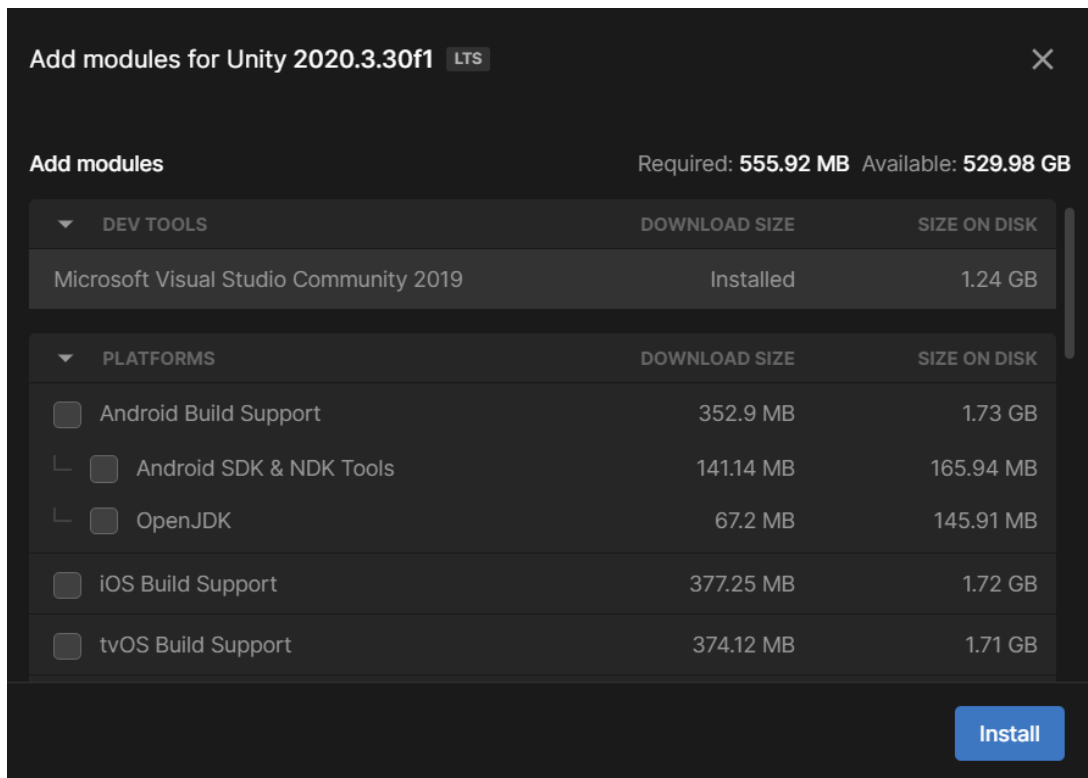 Add modules for Unity 2020.3.30f1 LTS
Add modules Required: 555.92 MB Available: 529.98 GB
DEV TOOLS DOWNLOAD SIZE SIZE ON DISK
Microsoft Visual Studio Community 2019 Installed 1.24 GB
PLATFORMS DOWNLOAD SIZE SIZE ON DISK
Android Build Support 352.9 MB 1.73 GB
Android SDK & NDK Tools 141.14 MB 165.94 MB
OpenJDK 67.2 MB 145.91 MB
iOS Build Support 377.25 MB 1.72 GB
tvOS Build Support 374.12 MB 1.71 GB
Install